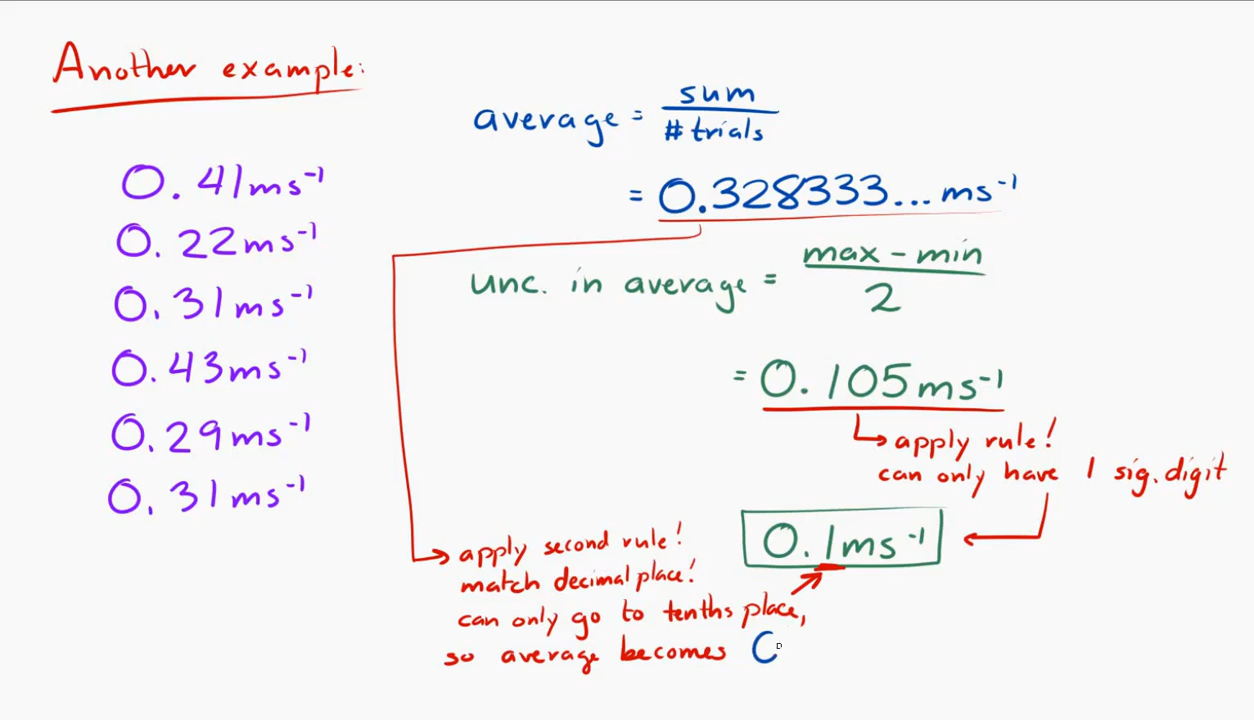 Another example:
0.41ms⁻¹
0.22ms⁻¹
0.31ms⁻¹
0.43ms⁻¹
0.29ms⁻¹
0.31ms⁻¹
average = sum / # trials
= 0.328333... ms⁻¹
unc. in average = max - min / 2
= 0.105ms⁻¹
apply rule!
can only have 1 sig. digit
0.1ms⁻¹
apply second rule!
match decimal place!
can only go to tenths place,
so average becomes